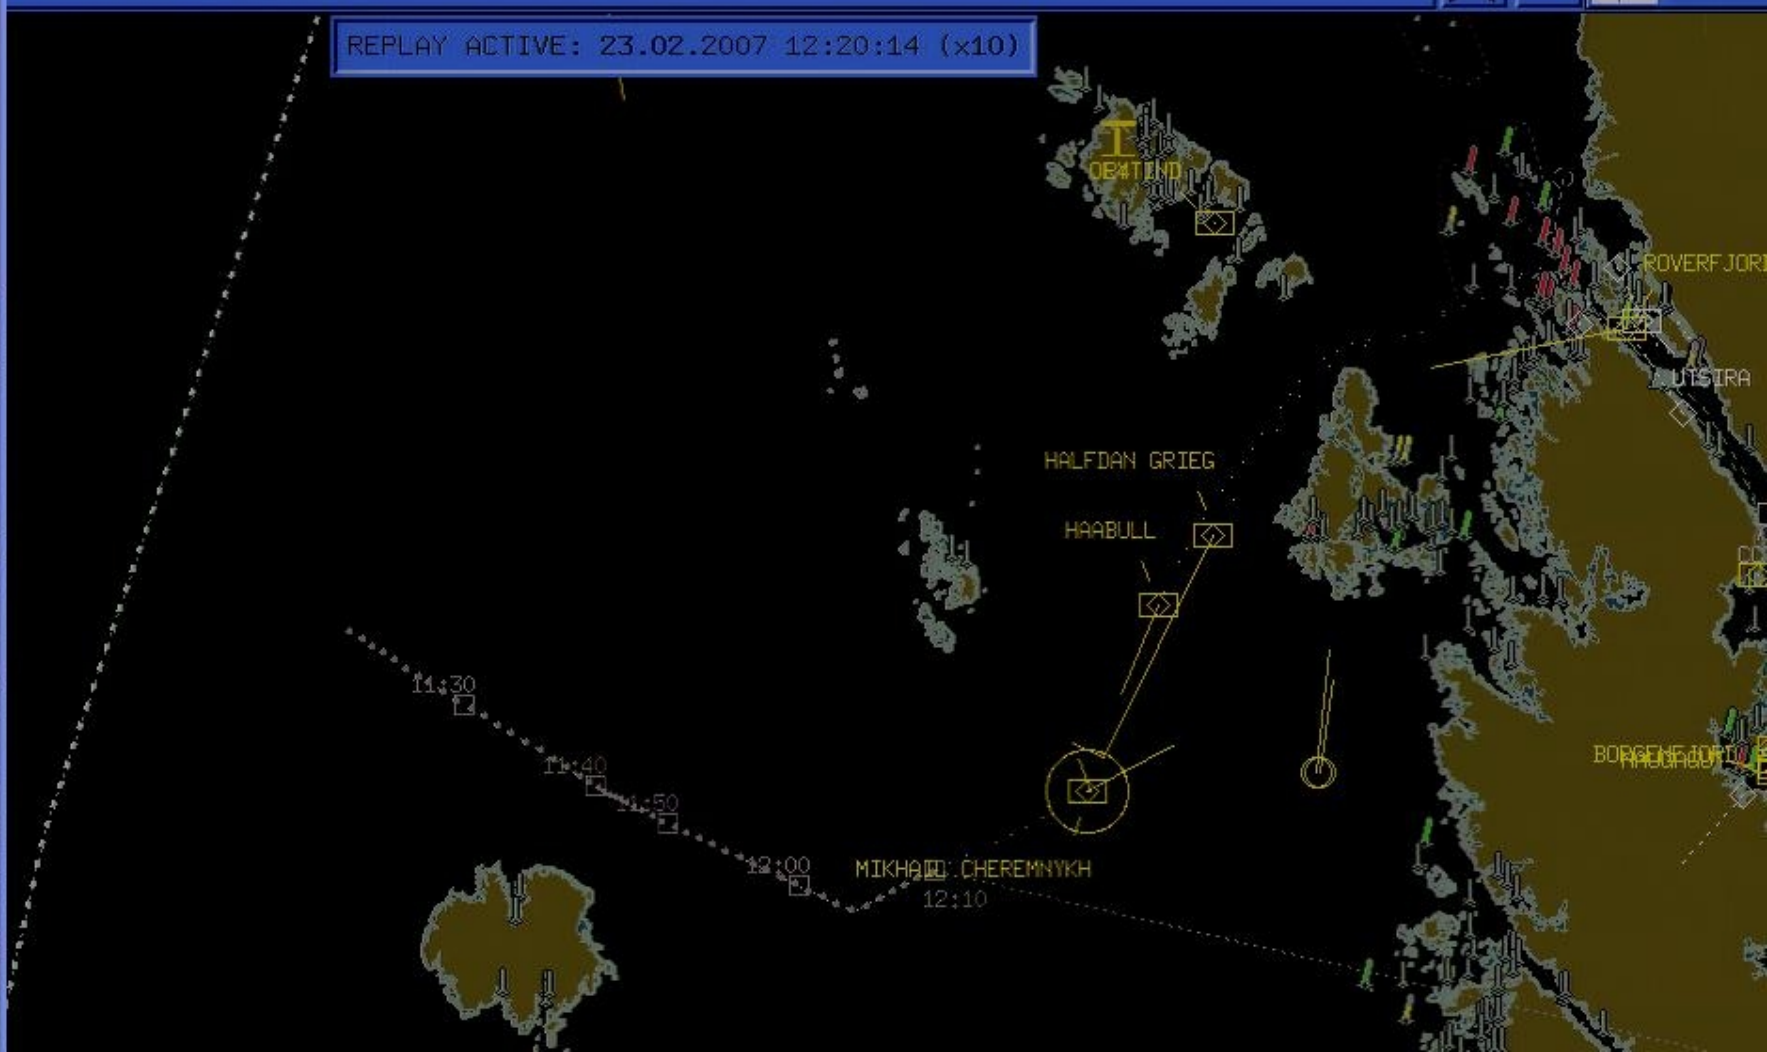 REPLAY ACTIVE: 23.02.2007 12:20:14 (x10)
ROVERFJORD
UTSIRA
HALFDAN GRIEG
HAABULL
11:30
11:40
11:50
12:00
MIKHAIL CHEREMNYKH
12:10